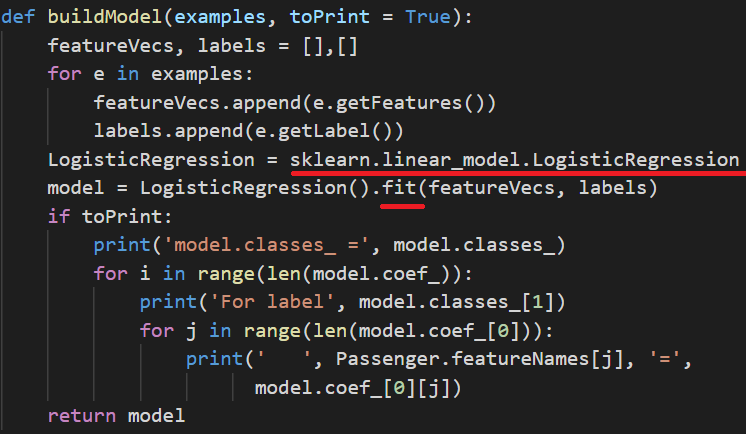 def buildModel(examples, toPrint = True):
    featureVecs, labels = [],[]
    for e in examples:
        featureVecs.append(e.getFeatures())
        labels.append(e.getLabel())
    LogisticRegression = sklearn.linear_model.LogisticRegression
    model = LogisticRegression().fit(featureVecs, labels)
    if toPrint:
        print('model.classes_ =', model.classes_)
        for i in range(len(model.coef_)):
            print('For label', model.classes_[1])
            for j in range(len(model.coef_[0])):
                print('   ', Passenger.featureNames[j], '=',
                      model.coef_[0][j])
    return model